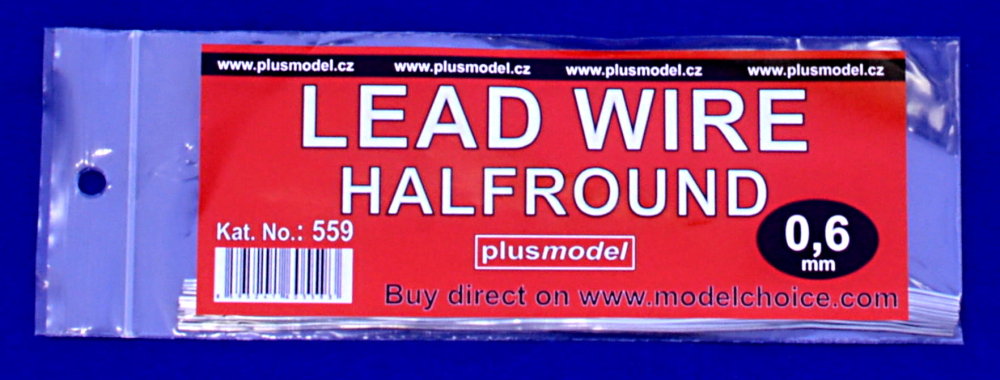 www.plusmodel.cz www.plusmodel.cz www.plusmodel.cz www.plusmodel.cz
LEAD WIRE
HALFROUND
Kat. No.: 559
0,6
mm
plusmodel
Buy direct on www.modelchoice.com